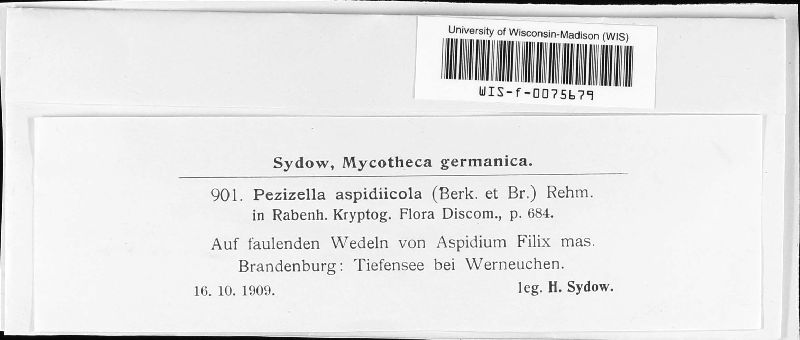 University of Wisconsin-Madison (WIS)
WIS-f-0075679
Sydow, Mycotheca germanica.
901. Pezizella aspidiicola (Berk. et Br.) Rehm.
in Rabenh. Kryptog. Flora Discom., p. 684.
Auf faulenden Wedeln von Aspidium Filix mas.
Brandenburg: Tiefensee bei Werneuchen.
16. 10. 1909. leg. H. Sydow.